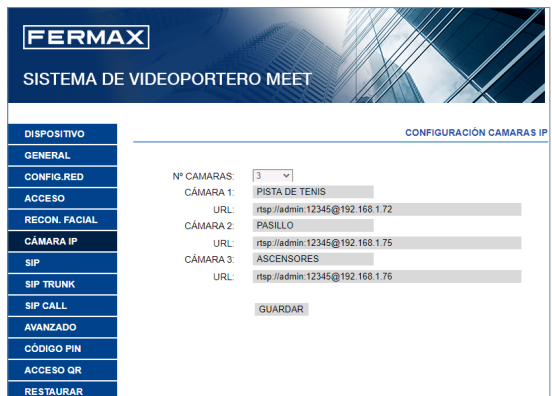 FERMAX
SISTEMA DE VIDEOPORTERO MEET
DISPOSITIVO
GENERAL
CONFIG.RED
ACCESO
RECON. FACIAL
CÁMARA IP
SIP
SIP TRUNK
SIP CALL
AVANZADO
CÓDIGO PIN
ACCESO QR
RESTAURAR
CONFIGURACIÓN CAMARAS IP
Nº CAMARAS: 3
CÁMARA 1: PISTA DE TENIS
URL: rtsp://admin:12345@192.168.1.72
CÁMARA 2: PASILLO
URL: rtsp://admin:12345@192.168.1.75
CÁMARA 3: ASCENSORES
URL: rtsp://admin:12345@192.168.1.76
GUARDAR